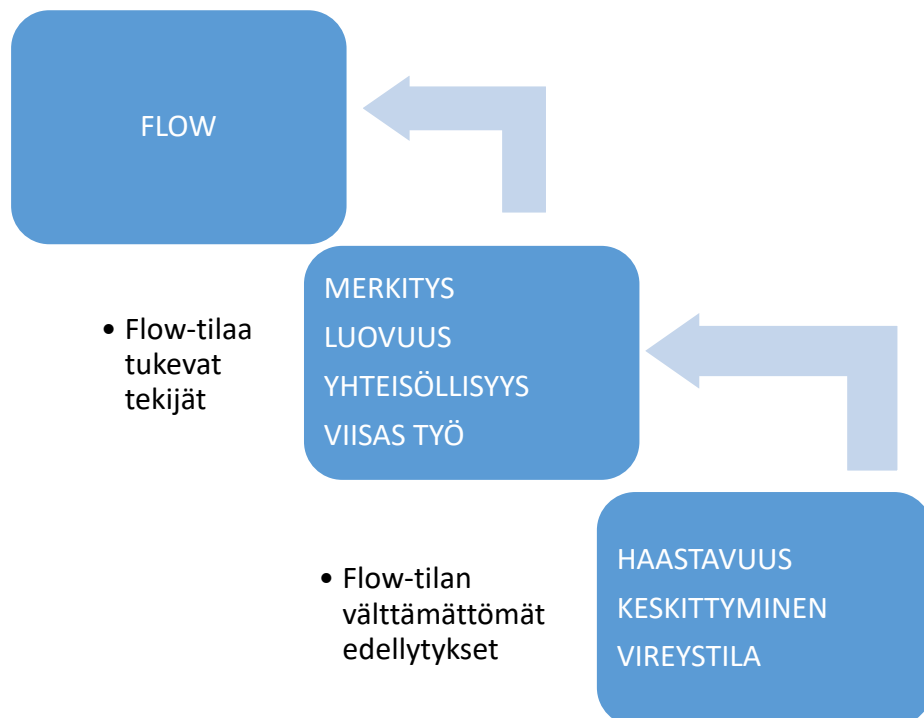 FLOW
• Flow-tilaa
tukevat
tekijät
MERKITYS
LUOVUUS
YHTEISÖLLISYYS
VIISAS TYÖ
• Flow-tilan
välttämättömät
edellytykset
HAASTAVUUS
KESKITTYMINEN
VIREYSTILA